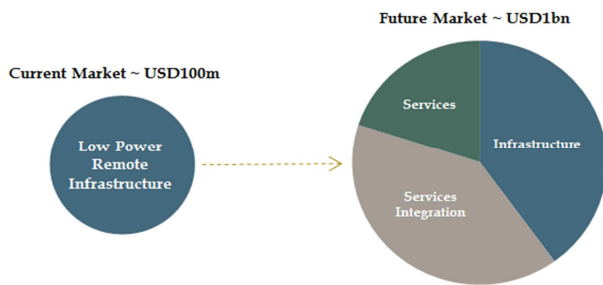 Future Market ~ USD1bn
Current Market ~ USD100m
Low Power
Remote
Infrastructure
Services
Infrastructure
Services
Integration